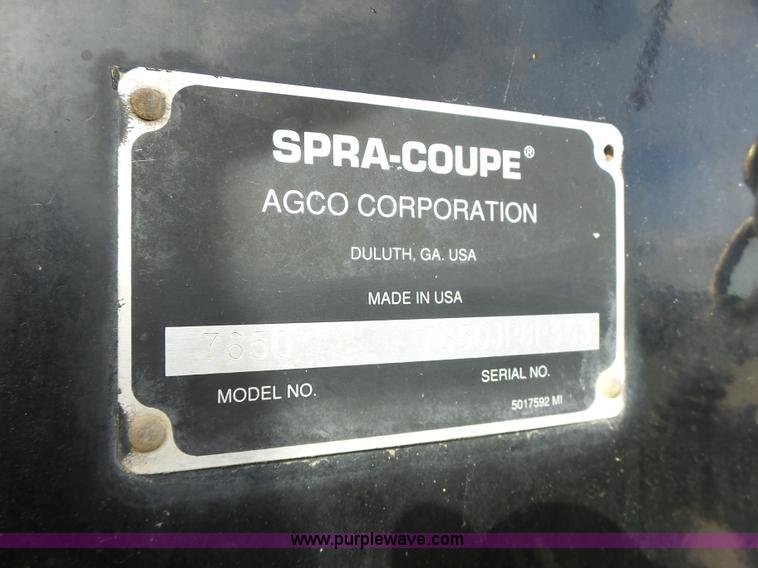 SPRA-COUPE®
AGCO CORPORATION
DULUTH, GA. USA
MADE IN USA
7650
MODEL NO. SERIAL NO.
5017592 MI
www.purplewave.com